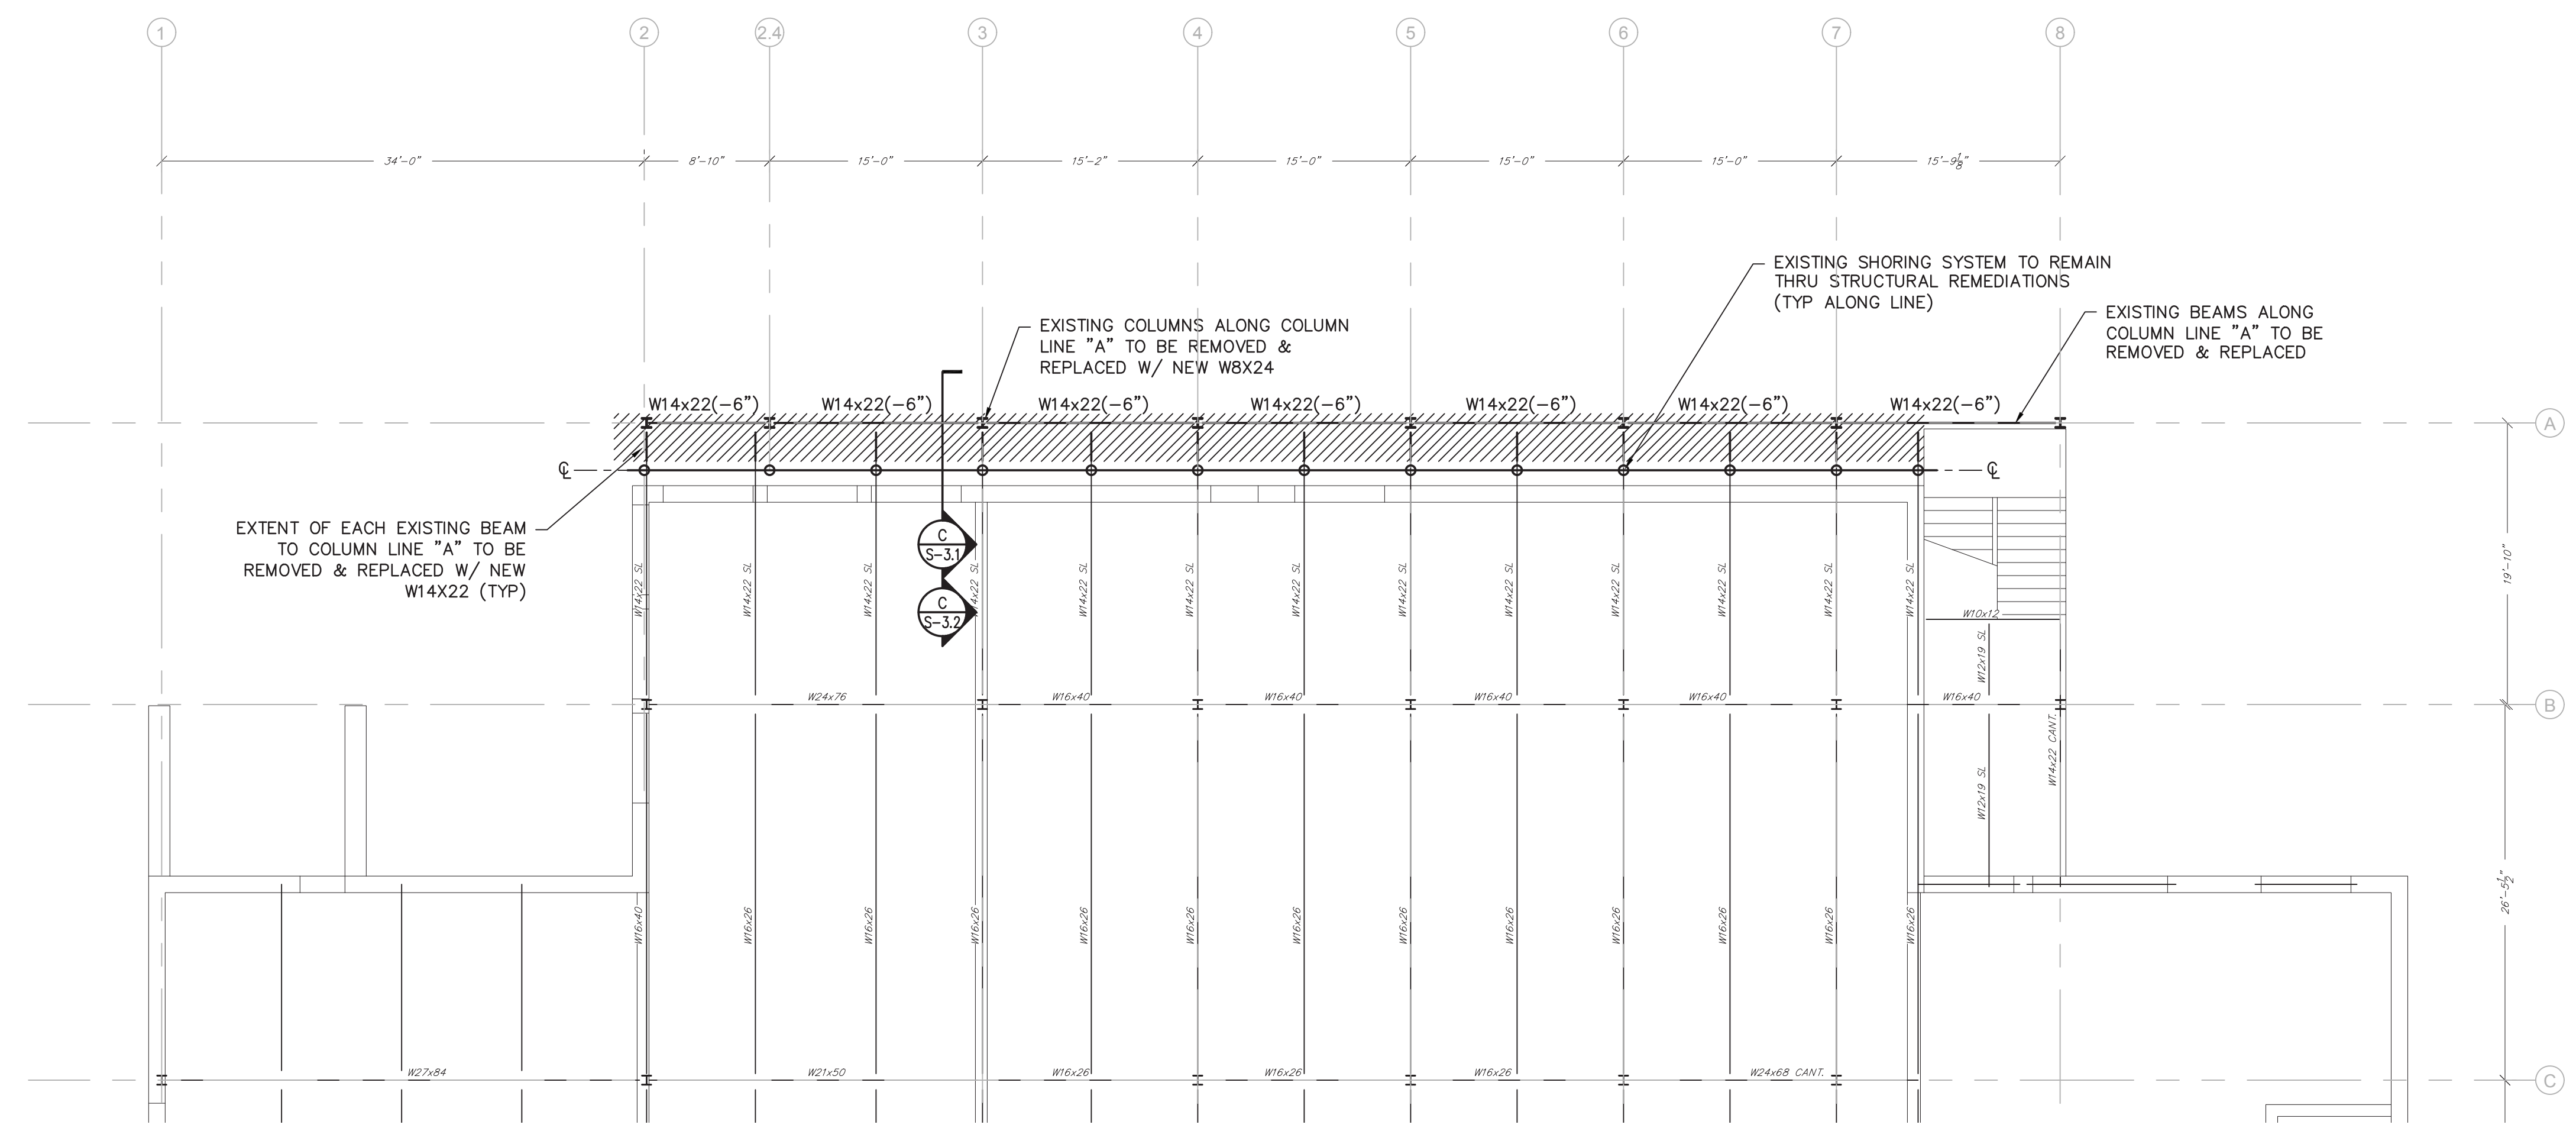 1 2 2.4 3 4 5 6 7 8
34'-0" 8'-10" 15'-0" 15'-2" 15'-0" 15'-0" 15'-0" 15'-9⅛"
EXISTING SHORING SYSTEM TO REMAIN
THRU STRUCTURAL REMEDIATIONS
(TYP ALONG LINE)
EXISTING BEAMS ALONG
COLUMN LINE "A" TO BE
REMOVED & REPLACED
EXISTING COLUMNS ALONG COLUMN
LINE "A" TO BE REMOVED &
REPLACED W/ NEW W8X24
W14x22(-6") W14x22(-6") W14x22(-6") W14x22(-6") W14x22(-6") W14x22(-6") W14x22(-6")
A
℄ ℄
EXTENT OF EACH EXISTING BEAM
TO COLUMN LINE "A" TO BE
REMOVED & REPLACED W/ NEW
W14X22 (TYP)
C
S-3.1
C
S-3.2
19'-10"
W14x22 SL W14x22 SL W14x22 SL W14x22 SL W14x22 SL W14x22 SL W14x22 SL W14x22 SL W14x22 SL W14x22 SL W14x22 SL W14x22 SL W14x22 SL
W10x12
W12x19 SL
W24x76 W16x40 W16x40 W16x40 W16x40 W16x40
B
W14x22 CANT.
W12x19 SL
26'-5½"
W16x40 W16x26 W16x26 W16x26 W16x26 W16x26 W16x26 W16x26 W16x26 W16x26 W16x26 W16x26 W16x26
W27x84 W21x50 W16x26 W16x26 W16x26 W24x68 CANT.
C